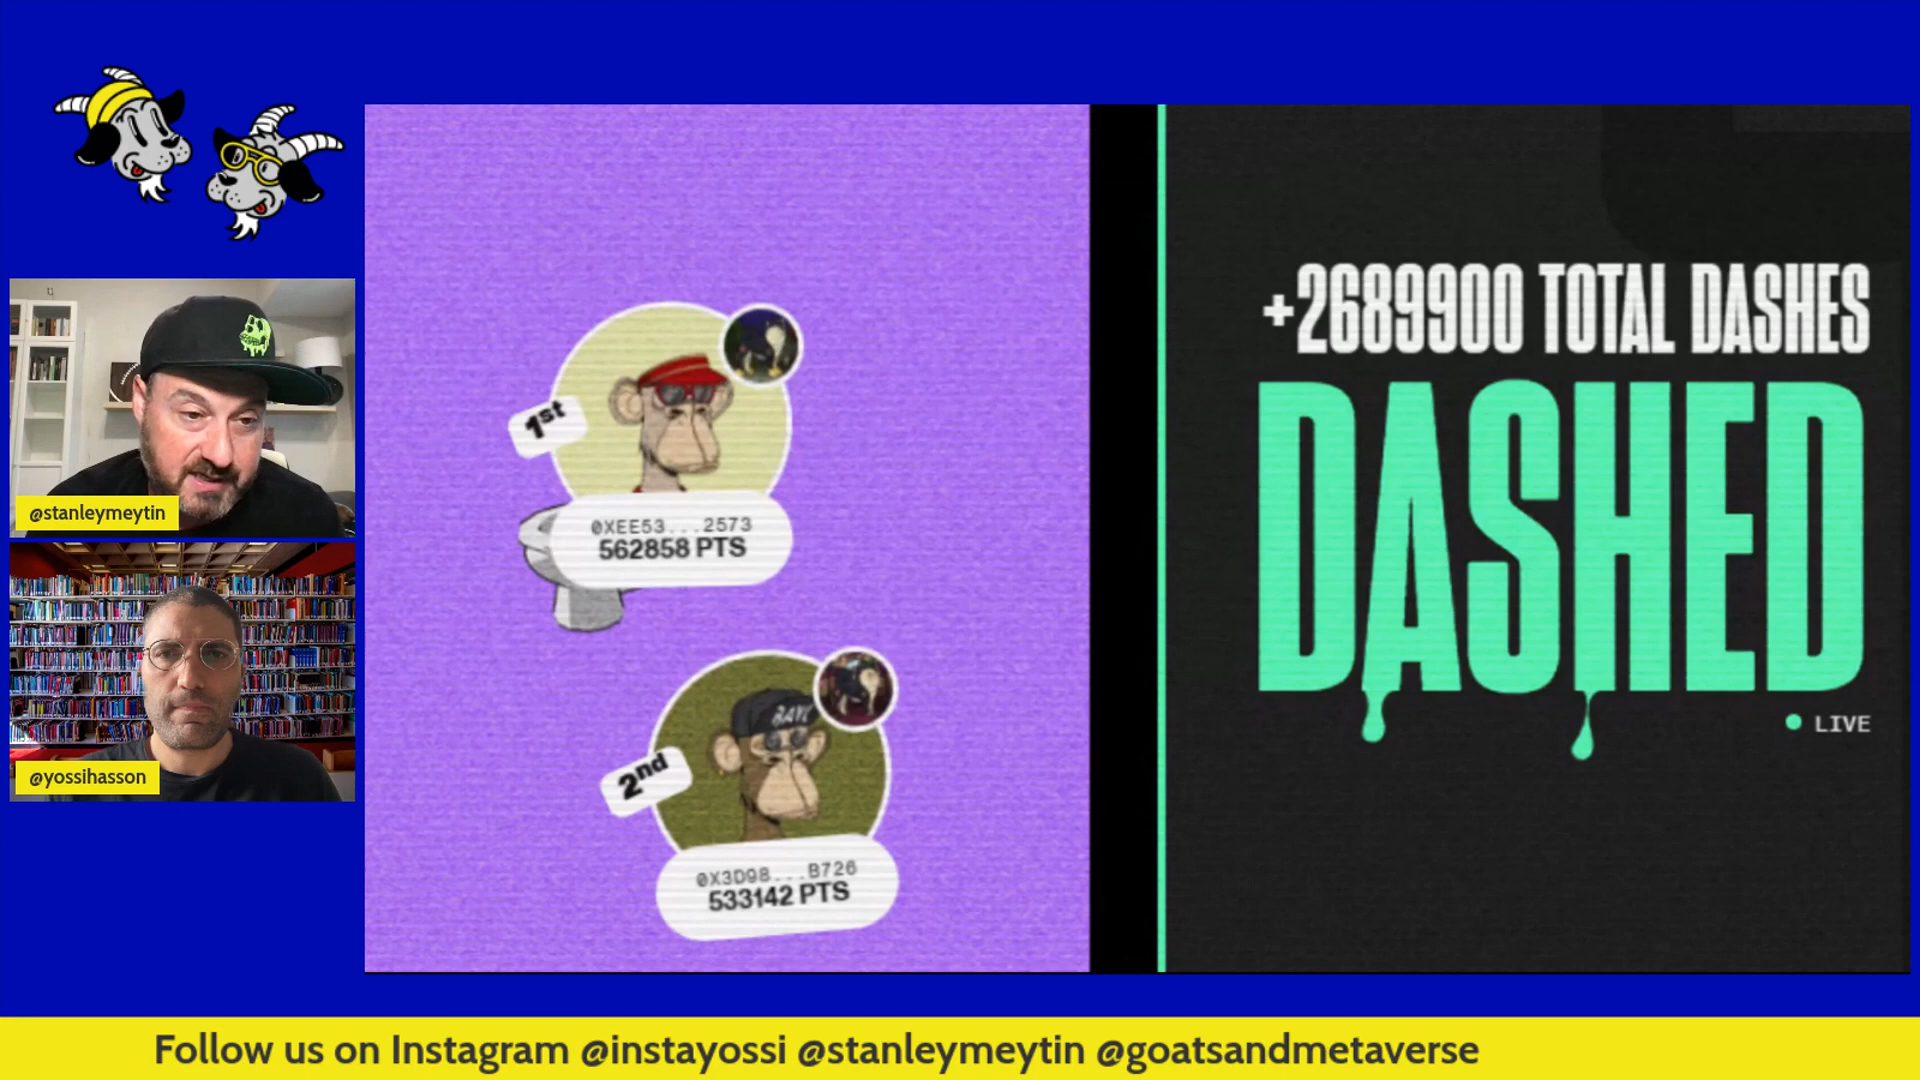 @stanleymeytin
@yossihasson
1st
0XEE53...2573
562858 PTS
2nd
0X3D98...B726
533142 PTS
+2689900 TOTAL DASHES
DASHED
LIVE
Follow us on Instagram @instayossi @stanleymeytin @goatsandmetaverse